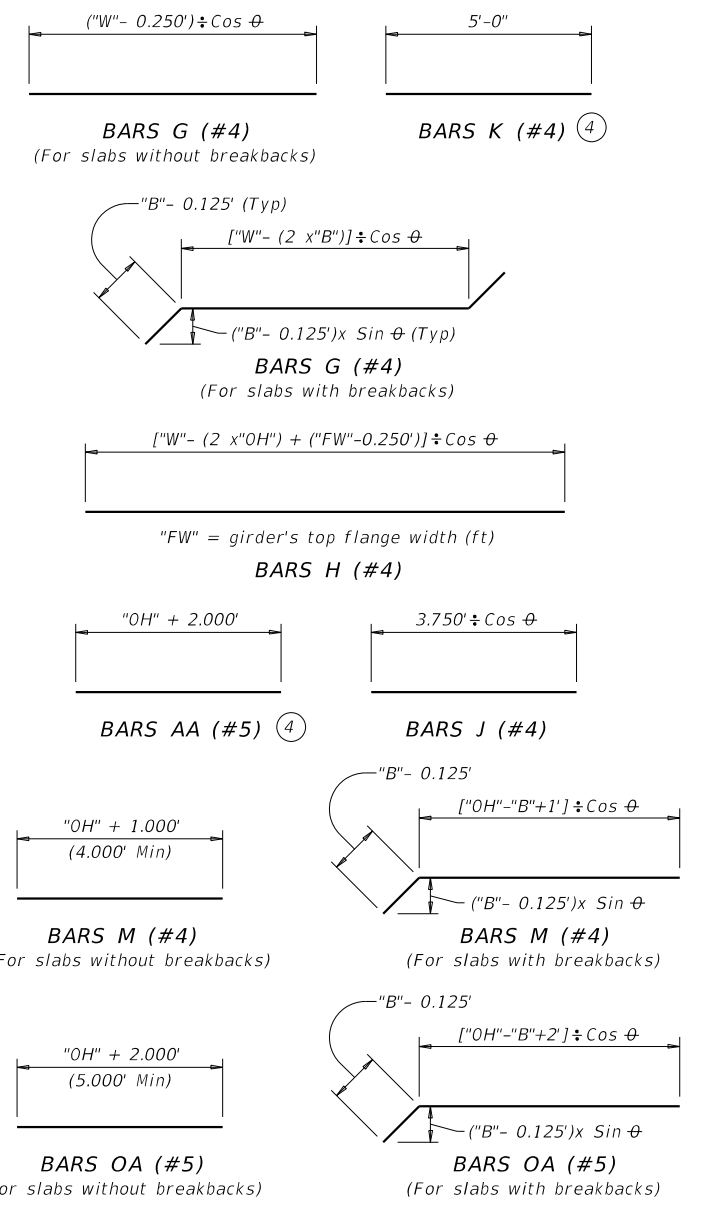 ("W"- 0.250')÷Cos θ
5'-0"
BARS G (#4)
(For slabs without breakbacks)
BARS K (#4) 4
"B"- 0.125' (Typ)
["W"- (2 x"B")]÷Cos θ
("B"- 0.125')x Sin θ (Typ)
BARS G (#4)
(For slabs with breakbacks)
["W"- (2 x"OH") + ("FW"-0.250')]÷Cos θ
"FW" = girder's top flange width (ft)
BARS H (#4)
"OH" + 2.000'
3.750'÷Cos θ
BARS AA (#5) 4
BARS J (#4)
"OH" + 1.000'
(4.000' Min)
BARS M (#4)
For slabs without breakbacks)
"B"- 0.125'
["OH"-"B"+1']÷Cos θ
("B"- 0.125')x Sin θ
BARS M (#4)
(For slabs with breakbacks)
"OH" + 2.000'
(5.000' Min)
BARS OA (#5)
or slabs without breakbacks)
"B"- 0.125'
["OH"-"B"+2']÷Cos θ
("B"- 0.125')x Sin θ
BARS OA (#5)
(For slabs with breakbacks)